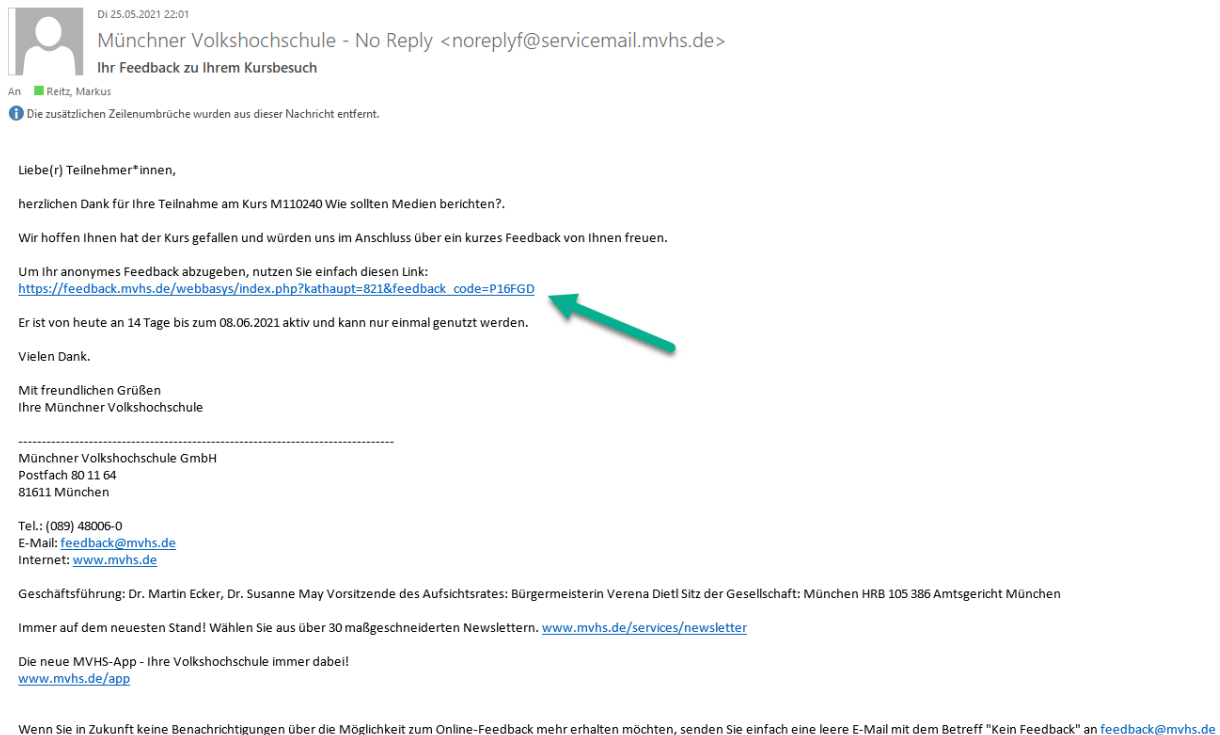 Di 25.05.2021 22:01
Münchner Volkshochschule - No Reply <noreplyf@servicemail.mvhs.de>
Ihr Feedback zu Ihrem Kursbesuch
An Reitz, Markus
Die zusätzlichen Zeilenumbrüche wurden aus dieser Nachricht entfernt.
Liebe(r) Teilnehmer*innen,
herzlichen Dank für Ihre Teilnahme am Kurs M110240 Wie sollten Medien berichten?.
Wir hoffen Ihnen hat der Kurs gefallen und würden uns im Anschluss über ein kurzes Feedback von Ihnen freuen.
Um Ihr anonymes Feedback abzugeben, nutzen Sie einfach diesen Link:
https://feedback.mvhs.de/webbasys/index.php?kathaupt=821&feedback_code=P16FGD
Er ist von heute an 14 Tage bis zum 08.06.2021 aktiv und kann nur einmal genutzt werden.
Vielen Dank.
Mit freundlichen Grüßen
Ihre Münchner Volkshochschule
--------------------------------------------------------------------------------
Münchner Volkshochschule GmbH
Postfach 80 11 64
81611 München
Tel.: (089) 48006-0
E-Mail: feedback@mvhs.de
Internet: www.mvhs.de
Geschäftsführung: Dr. Martin Ecker, Dr. Susanne May Vorsitzende des Aufsichtsrates: Bürgermeisterin Verena Dietl Sitz der Gesellschaft: München HRB 105 386 Amtsgericht München
Immer auf dem neuesten Stand! Wählen Sie aus über 30 maßgeschneiderten Newslettern. www.mvhs.de/services/newsletter
Die neue MVHS-App - Ihre Volkshochschule immer dabei!
www.mvhs.de/app
Wenn Sie in Zukunft keine Benachrichtigungen über die Möglichkeit zum Online-Feedback mehr erhalten möchten, senden Sie einfach eine leere E-Mail mit dem Betreff "Kein Feedback" an feedback@mvhs.de